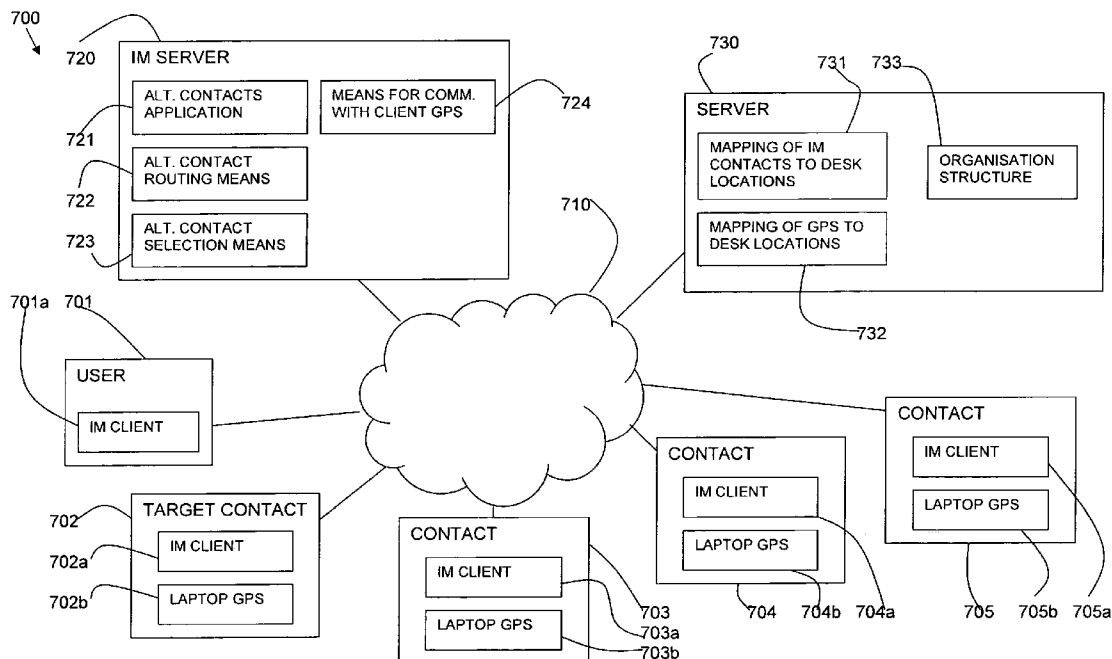 700
720
IM SERVER
ALT. CONTACTS
APPLICATION
721
MEANS FOR COMM.
WITH CLIENT GPS
724
ALT. CONTACT
ROUTING MEANS
722
ALT. CONTACT
SELECTION MEANS
723
730
731
733
SERVER
MAPPING OF IM
CONTACTS TO DESK
LOCATIONS
ORGANISATION
STRUCTURE
MAPPING OF GPS TO
DESK LOCATIONS
732
710
701a
701
USER
IM CLIENT
702
TARGET CONTACT
702a
IM CLIENT
702b
LAPTOP GPS
CONTACT
IM CLIENT
LAPTOP GPS
703
703a
703b
CONTACT
IM CLIENT
LAPTOP GPS
704
704b
704a
CONTACT
IM CLIENT
LAPTOP GPS
705
705b
705a